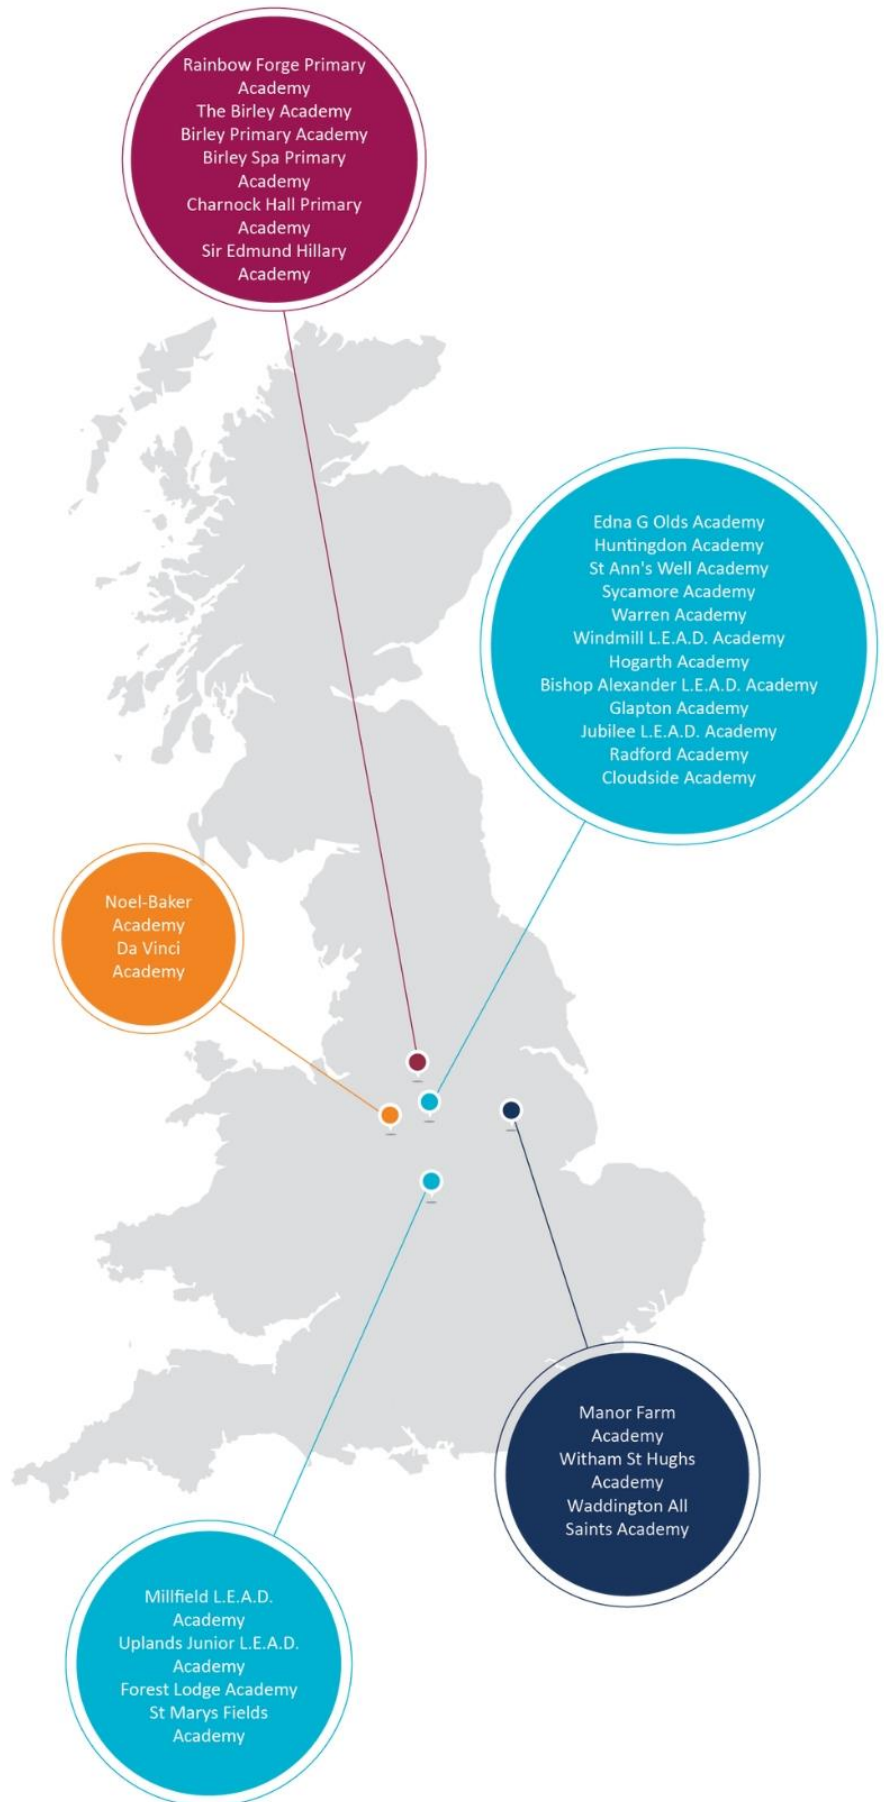 Rainbow Forge Primary
Academy
The Birley Academy
Birley Primary Academy
Birley Spa Primary
Academy
Charnock Hall Primary
Academy
Sir Edmund Hillary
Academy
Edna G Olds Academy
Huntingdon Academy
St Ann's Well Academy
Sycamore Academy
Warren Academy
Windmill L.E.A.D. Academy
Hogarth Academy
Bishop Alexander L.E.A.D. Academy
Glapton Academy
Jubilee L.E.A.D. Academy
Radford Academy
Cloudside Academy
Noel-Baker
Academy
Da Vinci
Academy
Manor Farm
Academy
Witham St Hughs
Academy
Waddington All
Saints Academy
Millfield L.E.A.D.
Academy
Uplands Junior L.E.A.D.
Academy
Forest Lodge Academy
St Marys Fields
Academy